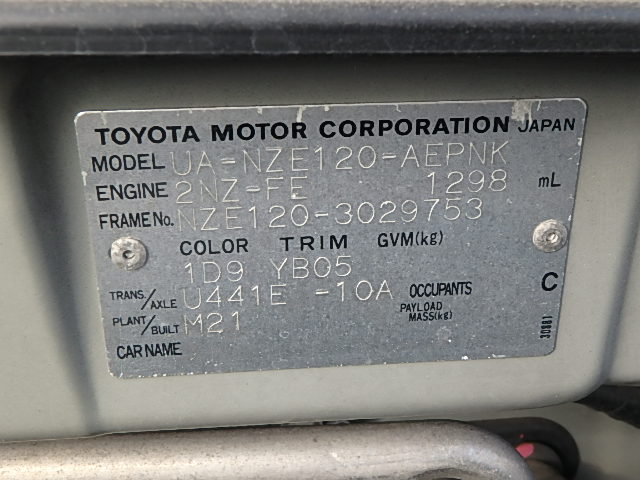 TOYOTA MOTOR CORPORATION JAPAN
MODEL UA-NZE120-AEPNK
ENGINE 2NZ-FE 1298 mL
FRAME No. NZE120-3029753
COLOR TRIM GVM(kg)
1D9 YB05
TRANS./AXLE U441E -10A OCCUPANTS C
PLANT/BUILT M21 PAYLOAD MASS(kg)
CAR NAME
30881